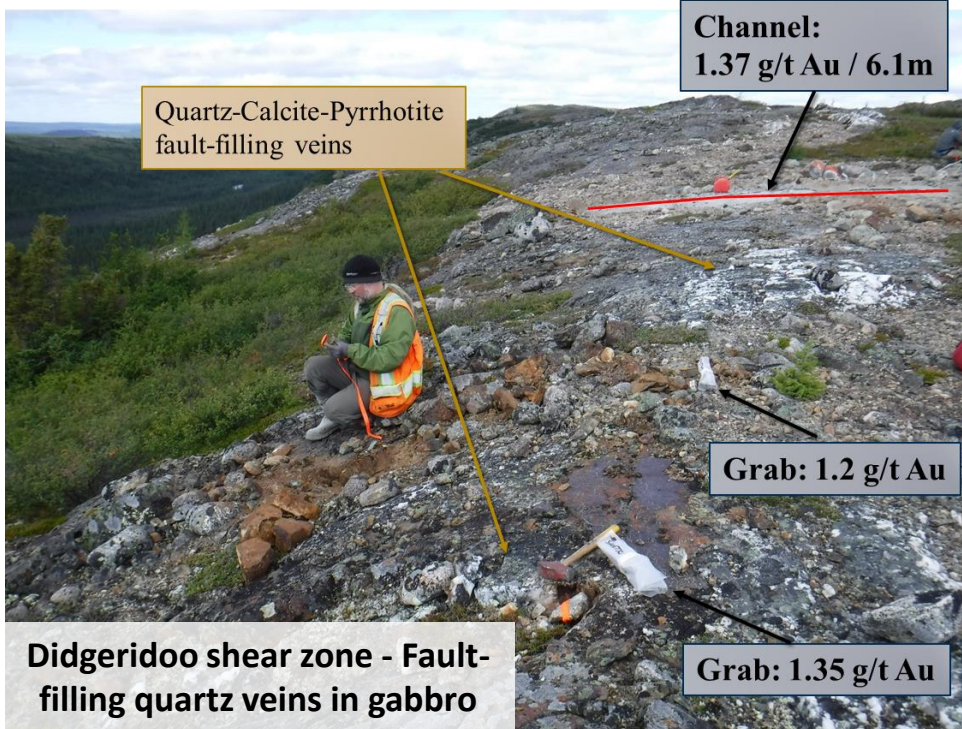 Channel:
1.37 g/t Au / 6.1m
Quartz-Calcite-Pyrrhotite
fault-filling veins
Grab: 1.2 g/t Au
Grab: 1.35 g/t Au
Didgeridoo shear zone - Fault-
filling quartz veins in gabbro